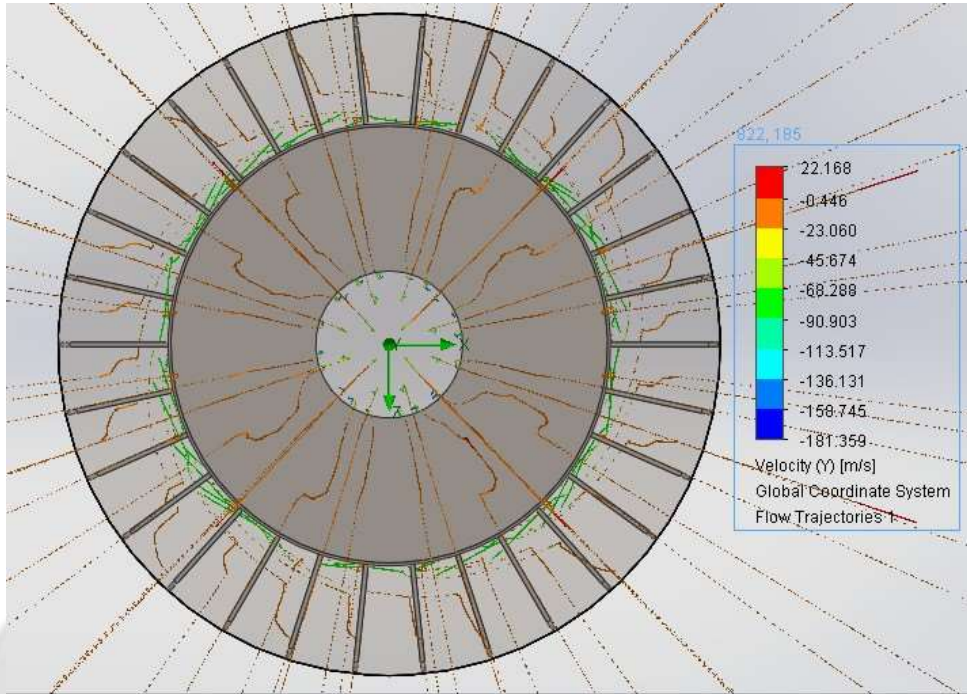 822, 185
22.168
-0.446
-23.060
-45.674
-68.288
-90.903
-113.517
-136.131
-158.745
-181.359
Velocity (Y) [m/s]
Global Coordinate System
Flow Trajectories 1
X
Z